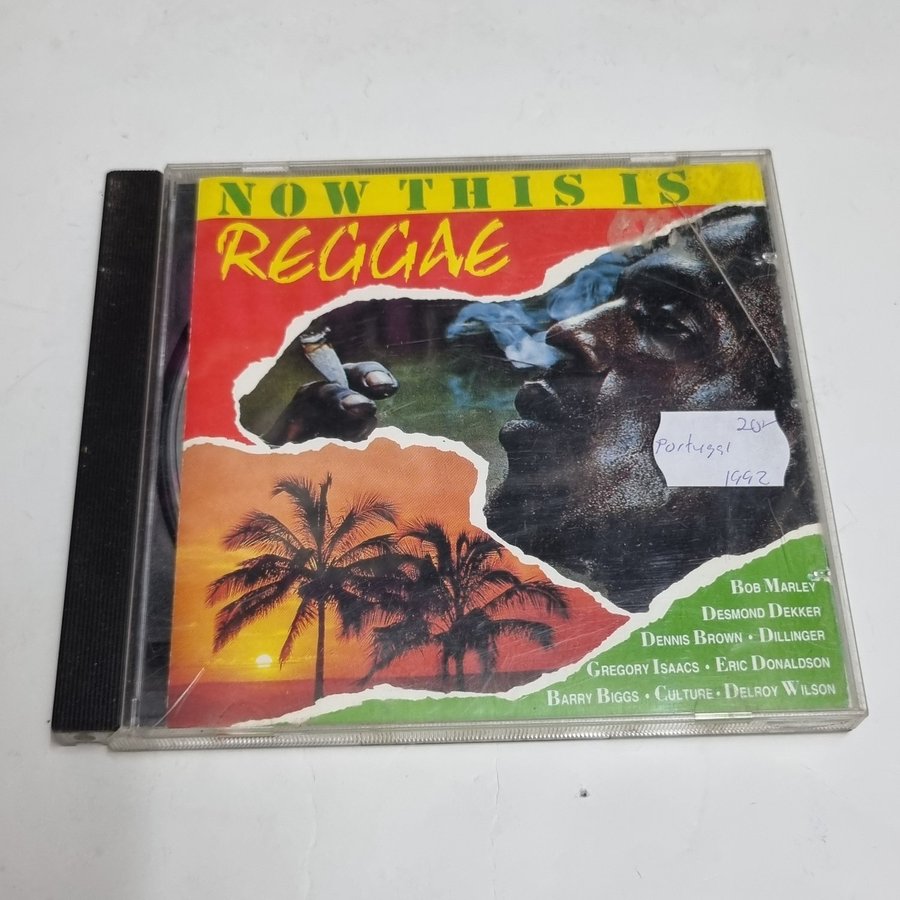 NOW THIS IS
REGGAE
20:-
Portugal
1992
BOB MARLEY
DESMOND DEKKER
DENNIS BROWN • DILLINGER
GREGORY ISAACS • ERIC DONALDSON
BARRY BIGGS • CULTURE • DELROY WILSON